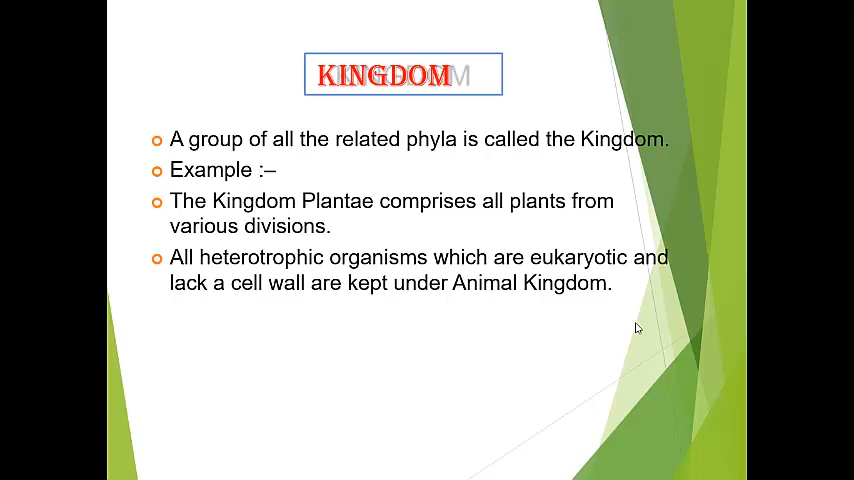 KINGDOM
A group of all the related phyla is called the Kingdom.
Example :–
The Kingdom Plantae comprises all plants from
various divisions.
All heterotrophic organisms which are eukaryotic and
lack a cell wall are kept under Animal Kingdom.